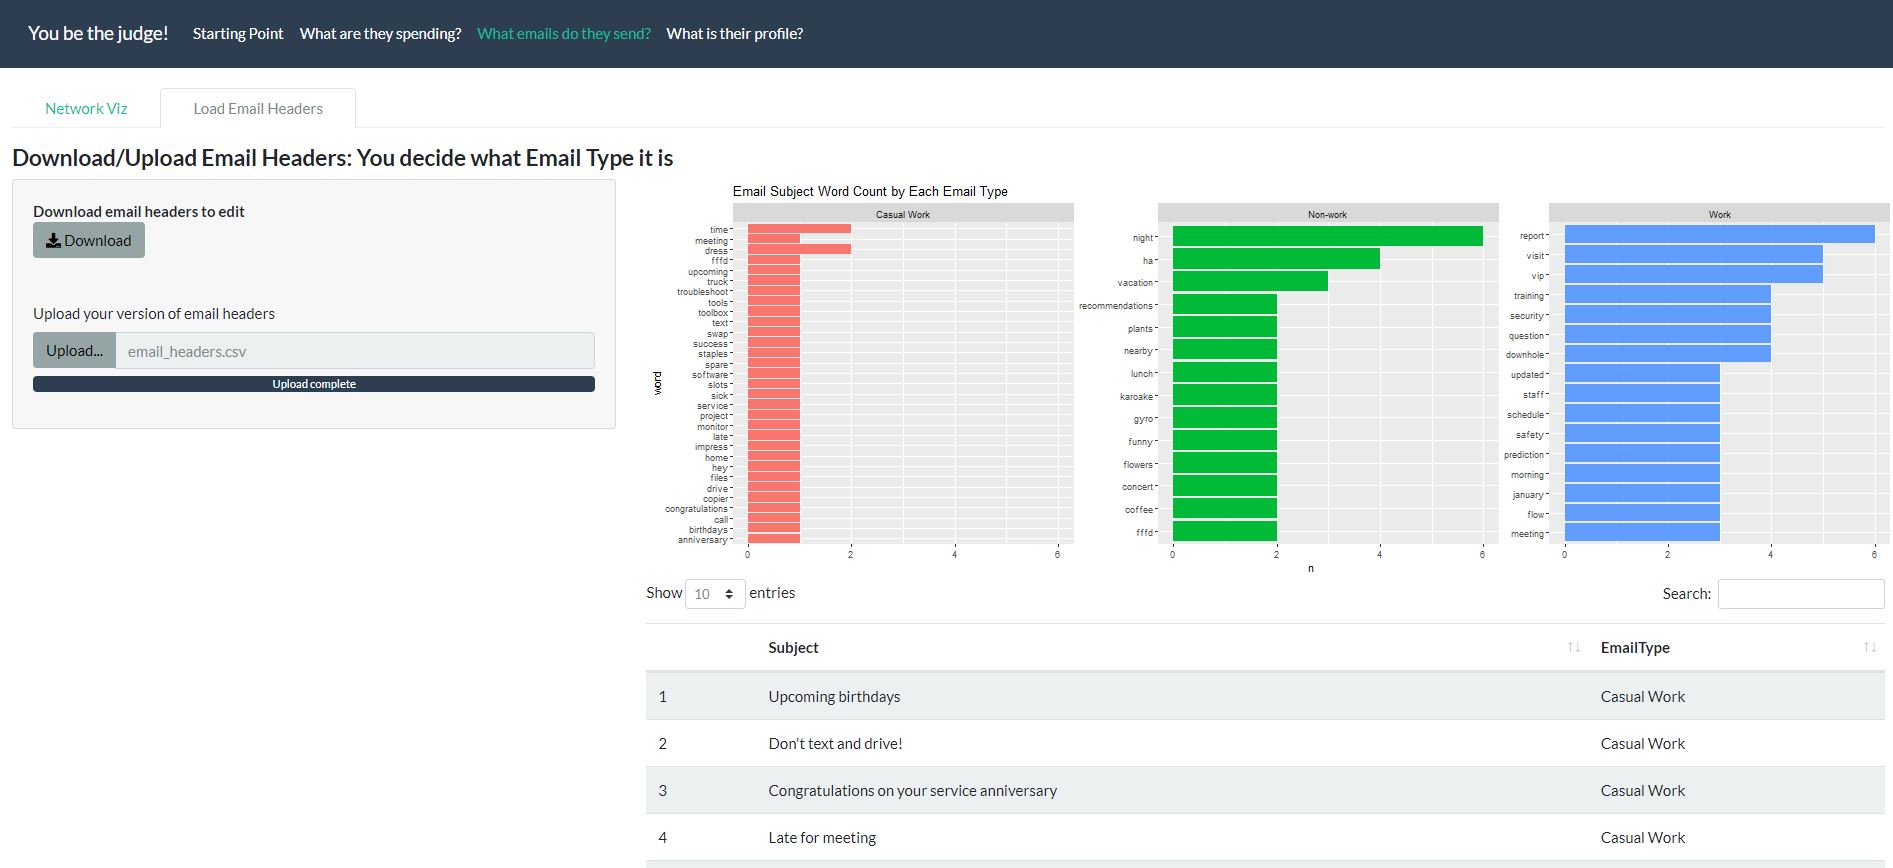 You be the judge! Starting Point What are they spending? What emails do they send? What is their profile?
Network Viz Load Email Headers
Download/Upload Email Headers: You decide what Email Type it is
Download email headers to edit
Download
Upload your version of email headers
Upload... email_headers.csv
Upload complete
Email Subject Word Count by Each Email Type
Casual Work
time
meeting
dress
fffd
upcoming
truck
troubleshoot
tools
toolbox
text
swap
success
staples
spare
software
slots
sick
service
project
monitor
late
impress
home
hey
files
drive
copier
congratulations
call
birthdays
anniversary
0 2 4 6
word
Non-work
night
ha
vacation
recommendations
plants
nearby
lunch
karoake
gyro
funny
flowers
concert
coffee
fffd
0 2 4 6
n
Work
report
visit
vip
training
security
question
downhole
updated
staff
schedule
safety
prediction
morning
january
flow
meeting
0 2 4 6
Show 10 entries
Search:
Subject EmailType
1 Upcoming birthdays Casual Work
2 Don't text and drive! Casual Work
3 Congratulations on your service anniversary Casual Work
4 Late for meeting Casual Work